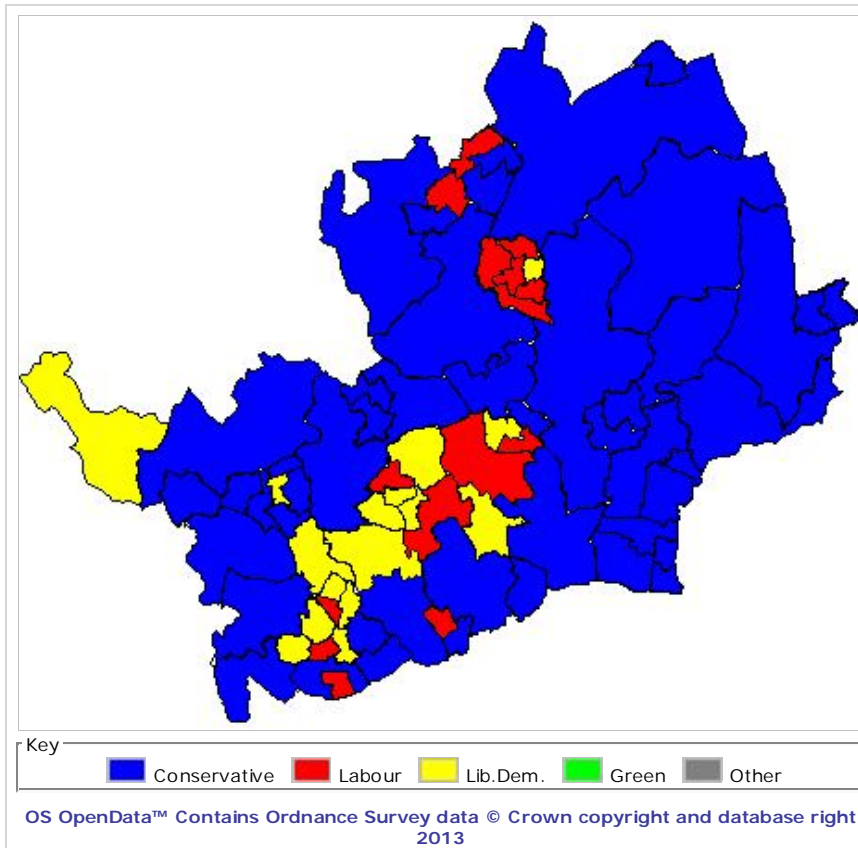 Key
Conservative Labour Lib.Dem. Green Other
OS OpenData™ Contains Ordnance Survey data © Crown copyright and database right
2013